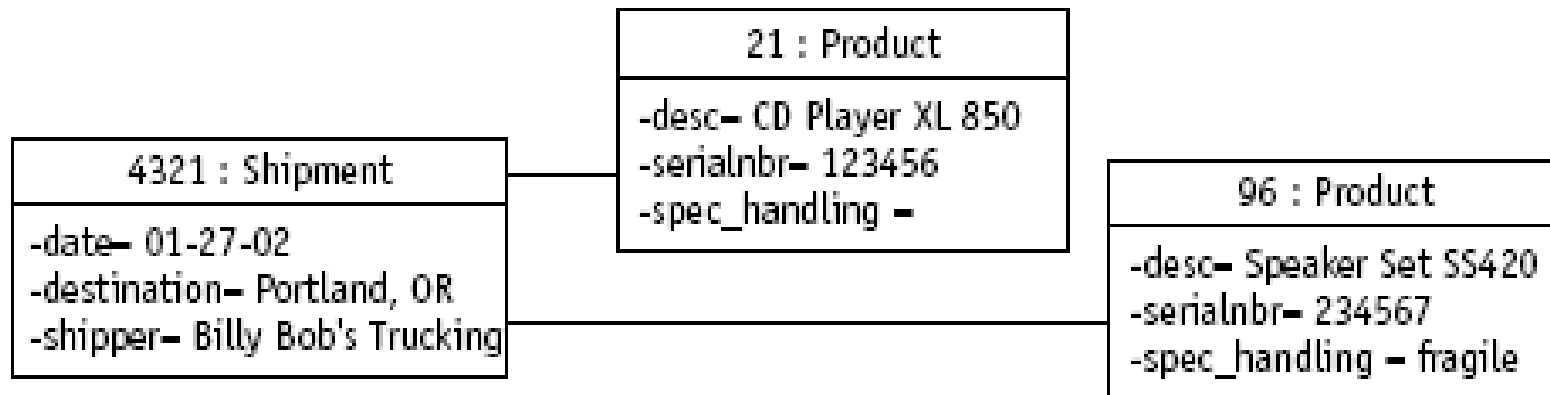 21 : Product
-desc= CD Player XL 850
-serialnbr= 123456
-spec_handling =
4321 : Shipment
-date= 01-27-02
-destination= Portland, OR
-shipper= Billy Bob's Trucking
96 : Product
-desc= Speaker Set SS420
-serialnbr= 234567
-spec_handling = fragile